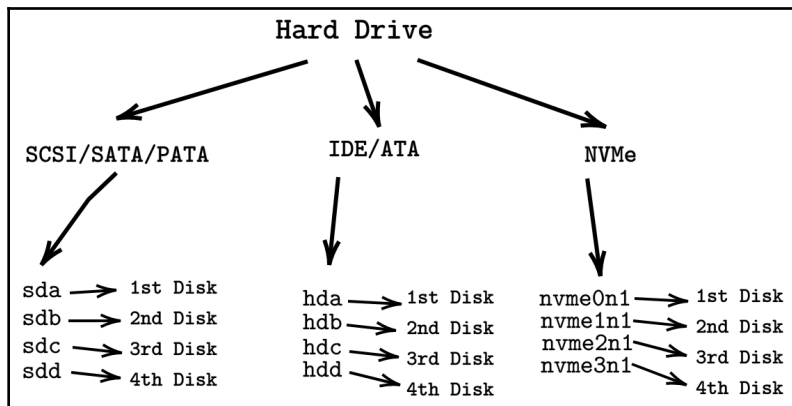 Hard Drive
SCSI/SATA/PATA
IDE/ATA
NVMe
sda 1st Disk
sdb 2nd Disk
sdc 3rd Disk
sdd 4th Disk
hda 1st Disk
hdb 2nd Disk
hdc 3rd Disk
hdd 4th Disk
nvme0n1 1st Disk
nvme1n1 2nd Disk
nvme2n1 3rd Disk
nvme3n1 4th Disk